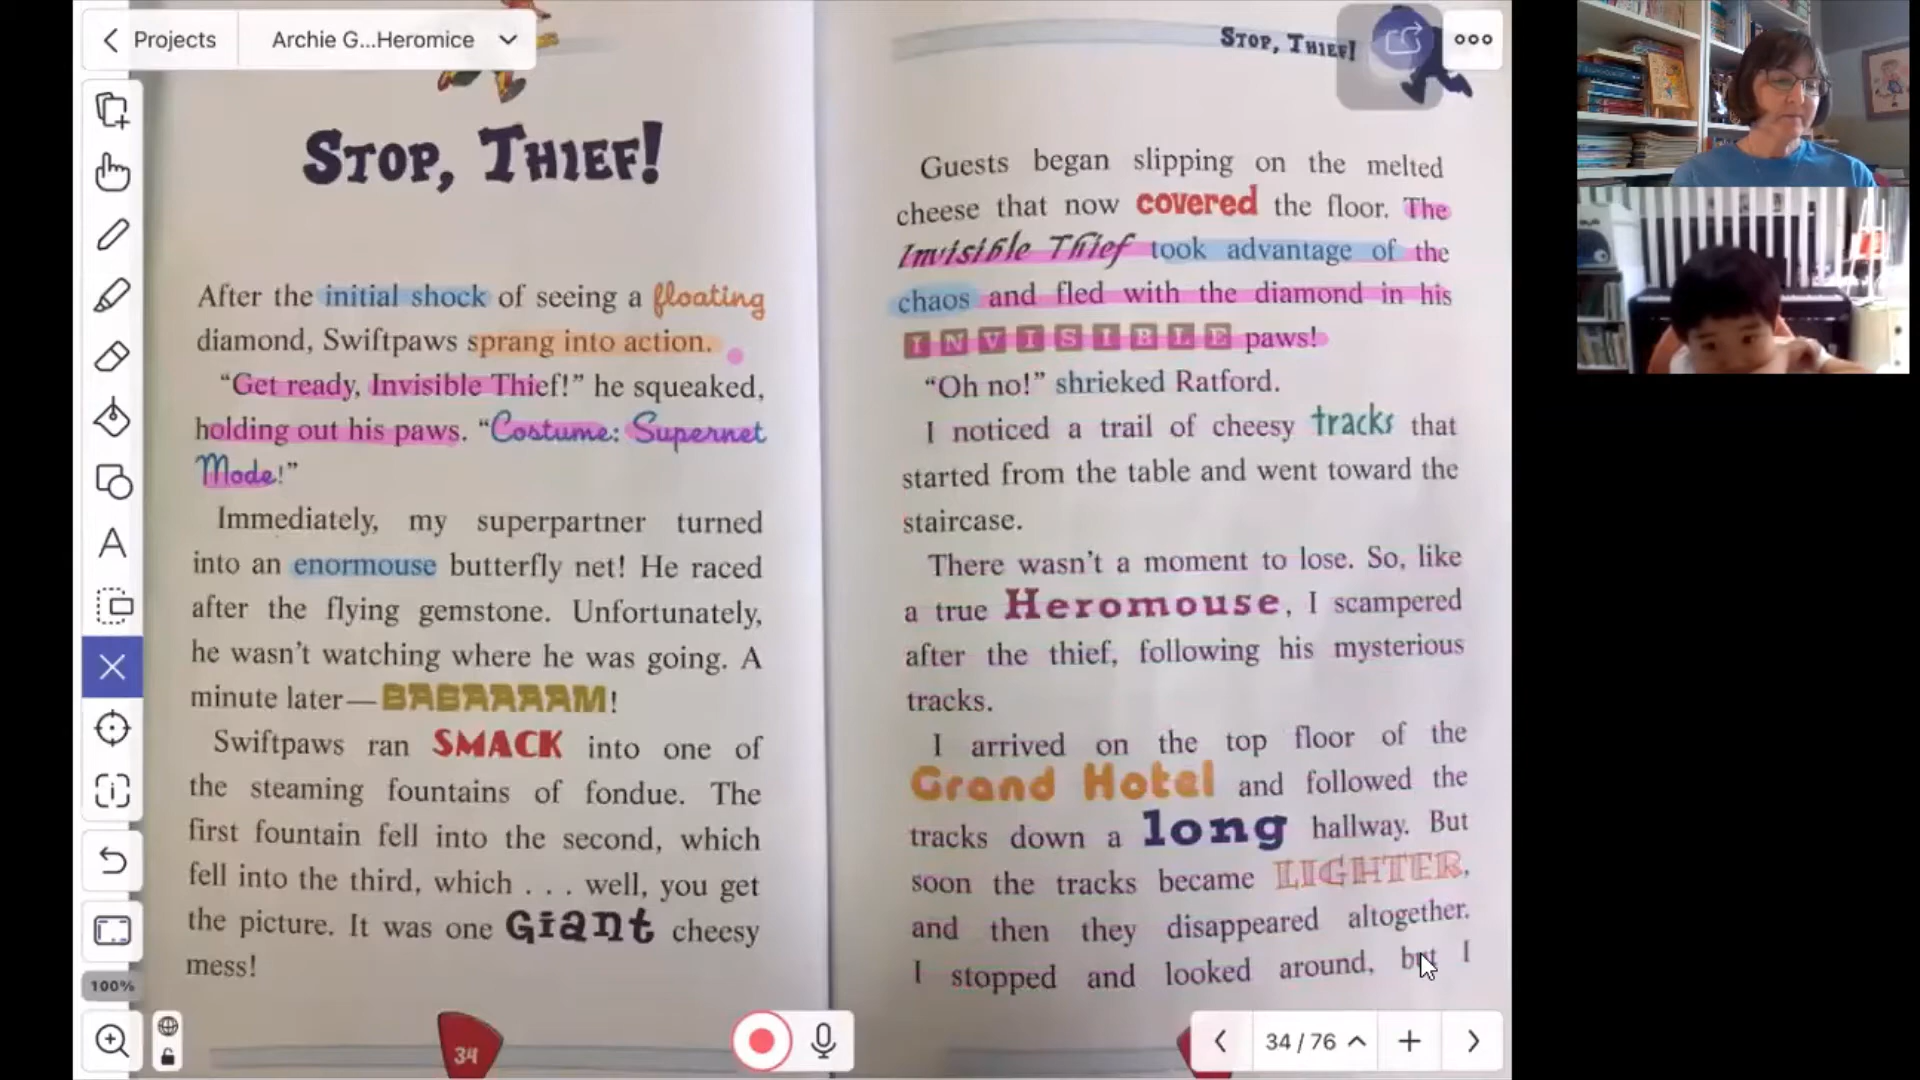 Projects
Archie G...Heromice
STOP, THIEF!
After the initial shock of seeing a floating
diamond, Swiftpaws sprang into action.
"Get ready, Invisible Thief!" he squeaked,
holding out his paws. "Costume: Supernet
Mode!"
Immediately, my superpartner turned
into an enormouse butterfly net! He raced
after the flying gemstone. Unfortunately,
he wasn't watching where he was going. A
minute later—BABAAAAM!
Swiftpaws ran SMACK into one of
the steaming fountains of fondue. The
first fountain fell into the second, which
fell into the third, which . . . well, you get
the picture. It was one Giant cheesy
mess!
34
STOP, THIEF!
Guests began slipping on the melted
cheese that now covered the floor. The
Invisible Thief took advantage of the
chaos and fled with the diamond in his
INVISIBLE paws!
"Oh no!" shrieked Ratford.
I noticed a trail of cheesy tracks that
started from the table and went toward the
staircase.
There wasn't a moment to lose. So, like
a true Heromouse, I scampered
after the thief, following his mysterious
tracks.
I arrived on the top floor of the
Grand Hotel and followed the
tracks down a long hallway. But
soon the tracks became LIGHTER,
and then they disappeared altogether.
I stopped and looked around, but I
A
100%
34 / 76